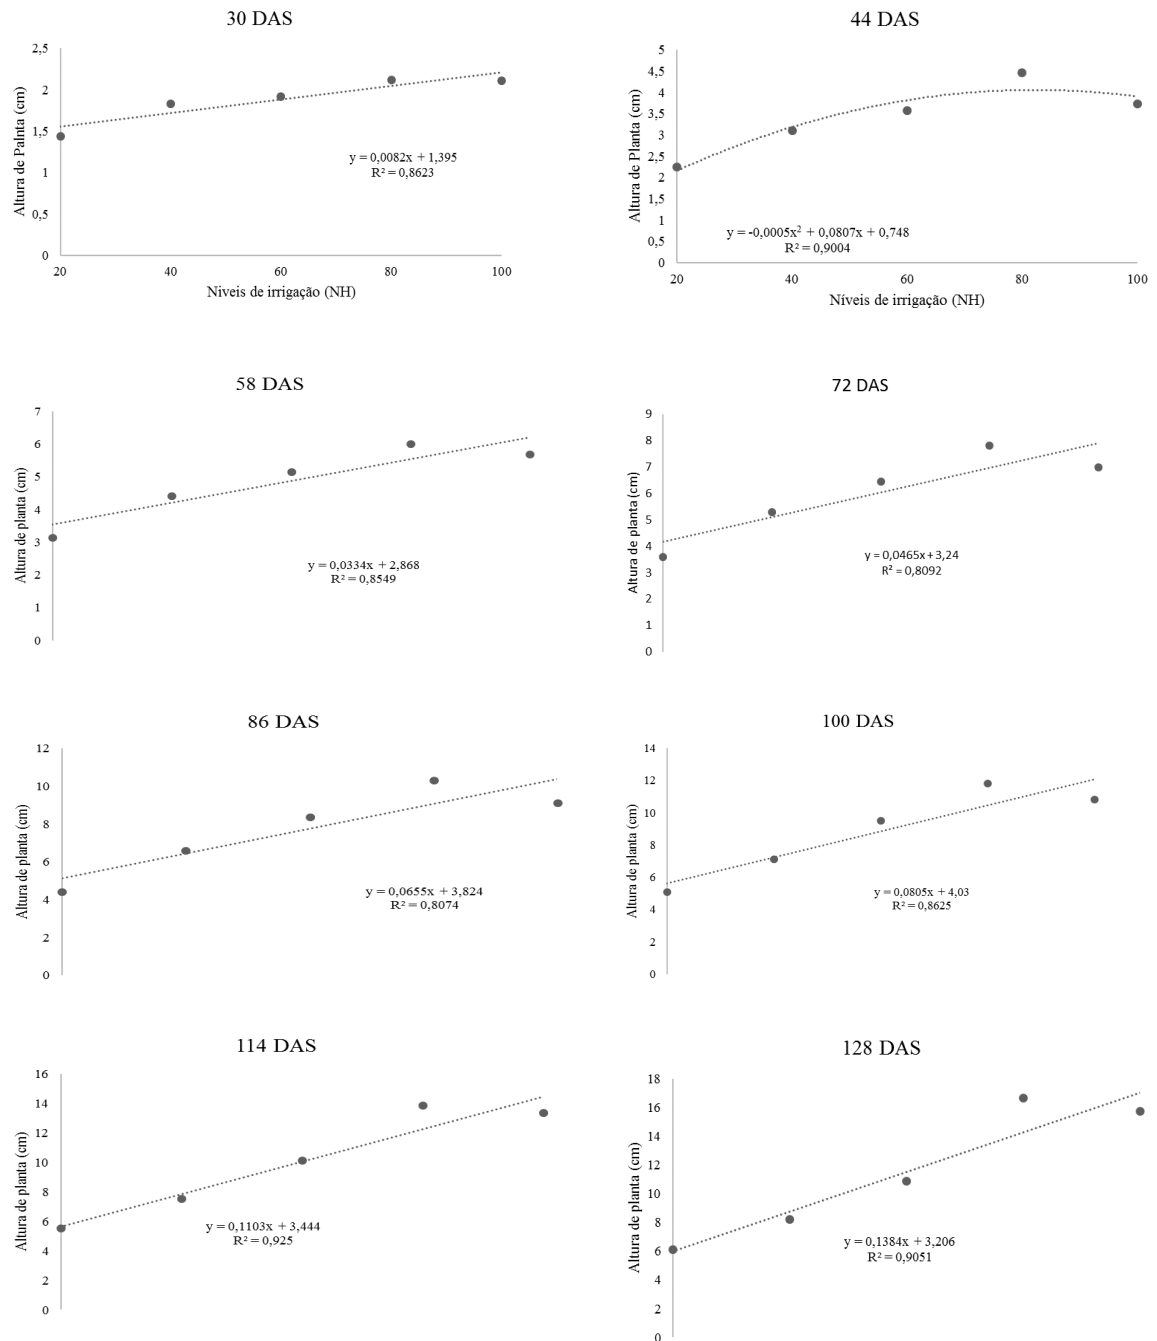 30 DAS
2,5
2
1,5
1
0,5
0
Altura de Palnta (cm)
y = 0,0082x + 1,395
R² = 0,8623
20 40 60 80 100
Níveis de irrigação (NH)
44 DAS
5
4,5
4
3,5
3
2,5
2
1,5
1
0,5
0
Altura de Planta (cm)
y = -0,0005x² + 0,0807x + 0,748
R² = 0,9004
20 40 60 80 100
Níveis de irrigação (NH)
58 DAS
7
6
5
4
3
2
1
0
Altura de planta (cm)
y = 0,0334x + 2,868
R² = 0,8549
72 DAS
9
8
7
6
5
4
3
2
1
0
Altura de planta (cm)
y = 0,0465x + 3,24
R² = 0,8092
86 DAS
12
10
8
6
4
2
0
Altura de planta (cm)
y = 0,0655x + 3,824
R² = 0,8074
100 DAS
14
12
10
8
6
4
2
0
Altura de planta (cm)
y = 0,0805x + 4,03
R² = 0,8625
114 DAS
16
14
12
10
8
6
4
2
0
Altura de planta (cm)
y = 0,1103x + 3,444
R² = 0,925
128 DAS
18
16
14
12
10
8
6
4
2
0
Altura de planta (cm)
y = 0,1384x + 3,206
R² = 0,9051